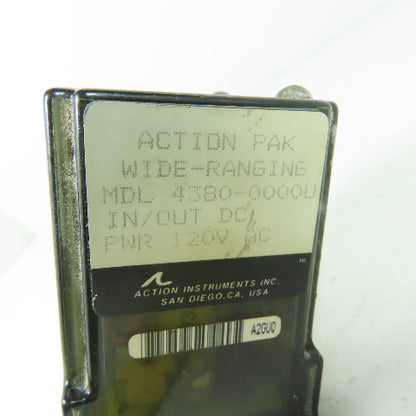 ACTION PAK
WIDE-RANGING
MDL 4380-0000U
IN/OUT DC
PWR 120V AC
ACTION INSTRUMENTS INC.
SAN DIEGO, CA, USA
A2GUQ